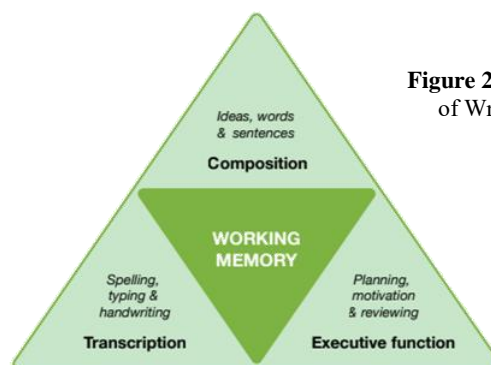 Figure 2
of Wr
Ideas, words
& sentences
Composition
WORKING
MEMORY
Spelling,
typing &
handwriting
Transcription
Planning,
motivation
& reviewing
Executive function